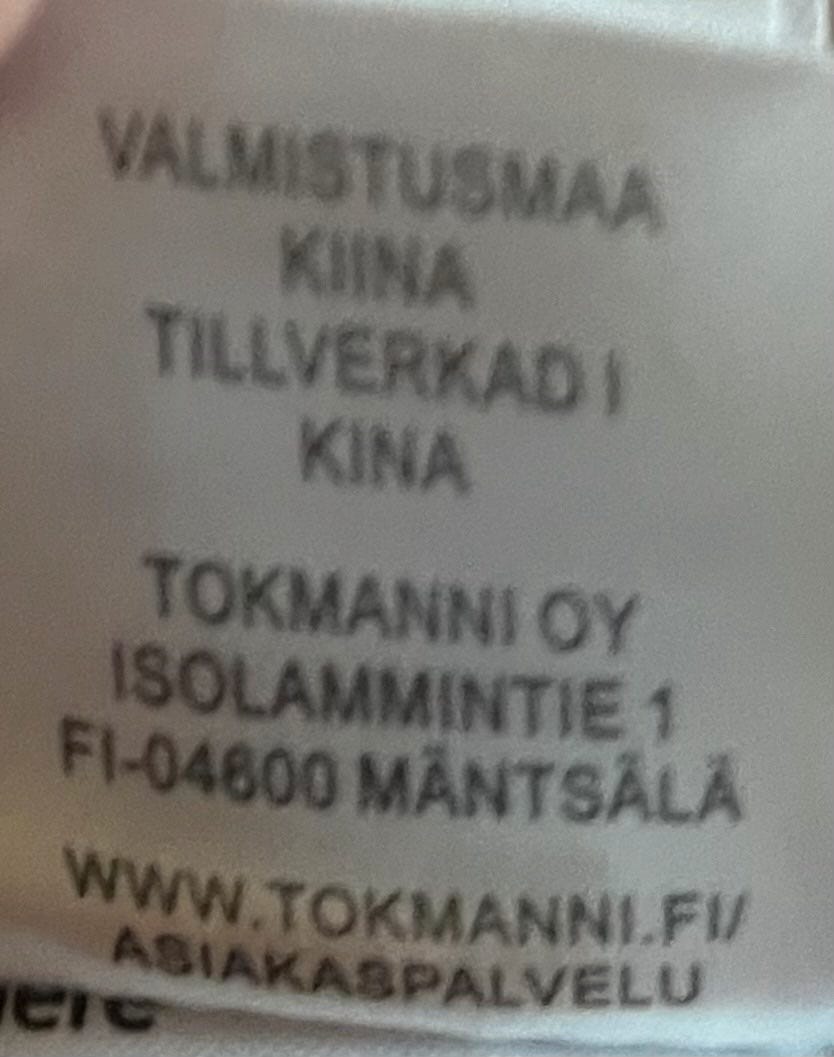 VALMISTUSMAA
KIINA
TILLVERKAD I
KINA
TOKMANNI OY
ISOLAMMINTIE 1
FI-04600 MÄNTSÄLÄ
WWW.TOKMANNI.FI/
ASIAKASPALVELU